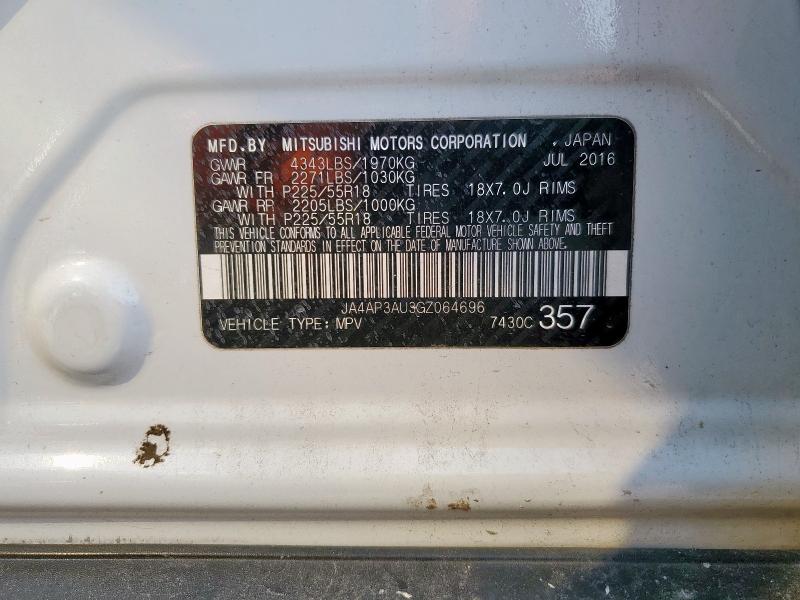 MFD.BY MITSUBISHI MOTORS CORPORATION , JAPAN
GVWR 4343LBS/1970KG JUL 2016
GAWR FR 2271LBS/1030KG
WITH P225/55R18 TIRES 18X7.0J RIMS
GAWR RR 2205LBS/1000KG
WITH P225/55R18 TIRES 18X7.0J RIMS
THIS VEHICLE CONFORMS TO ALL APPLICABLE FEDERAL MOTOR VEHICLE SAFETY AND THEFT
PREVENTION STANDARDS IN EFFECT ON THE DATE OF MANUFACTURE SHOWN ABOVE.
JA4AP3AU3GZ064696
VEHICLE TYPE: MPV 7430C 357